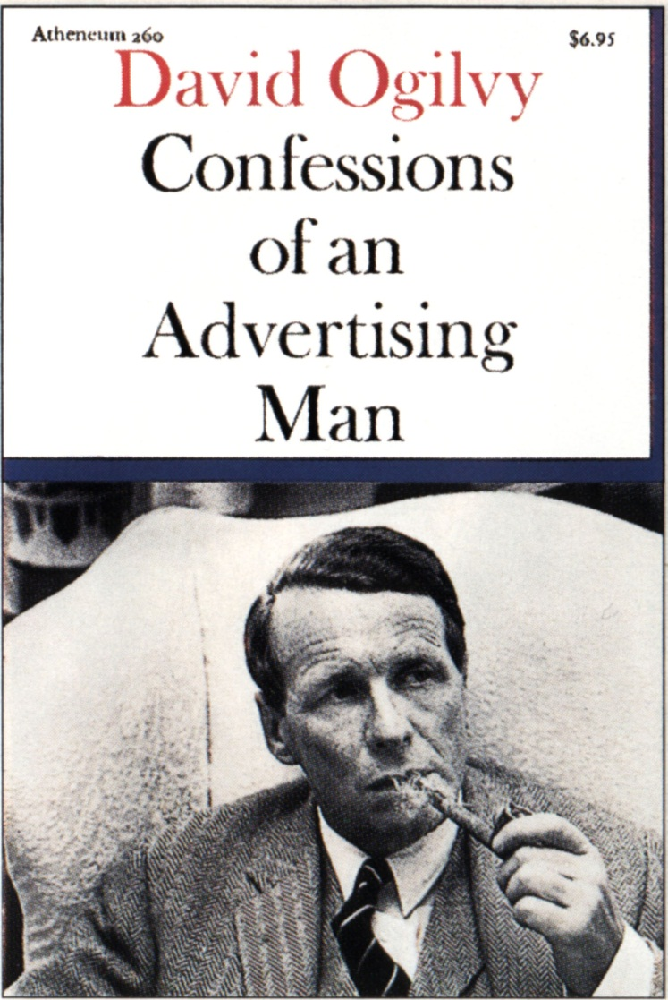 Atheneum 260
$6.95
David Ogilvy
Confessions
of an
Advertising
Man